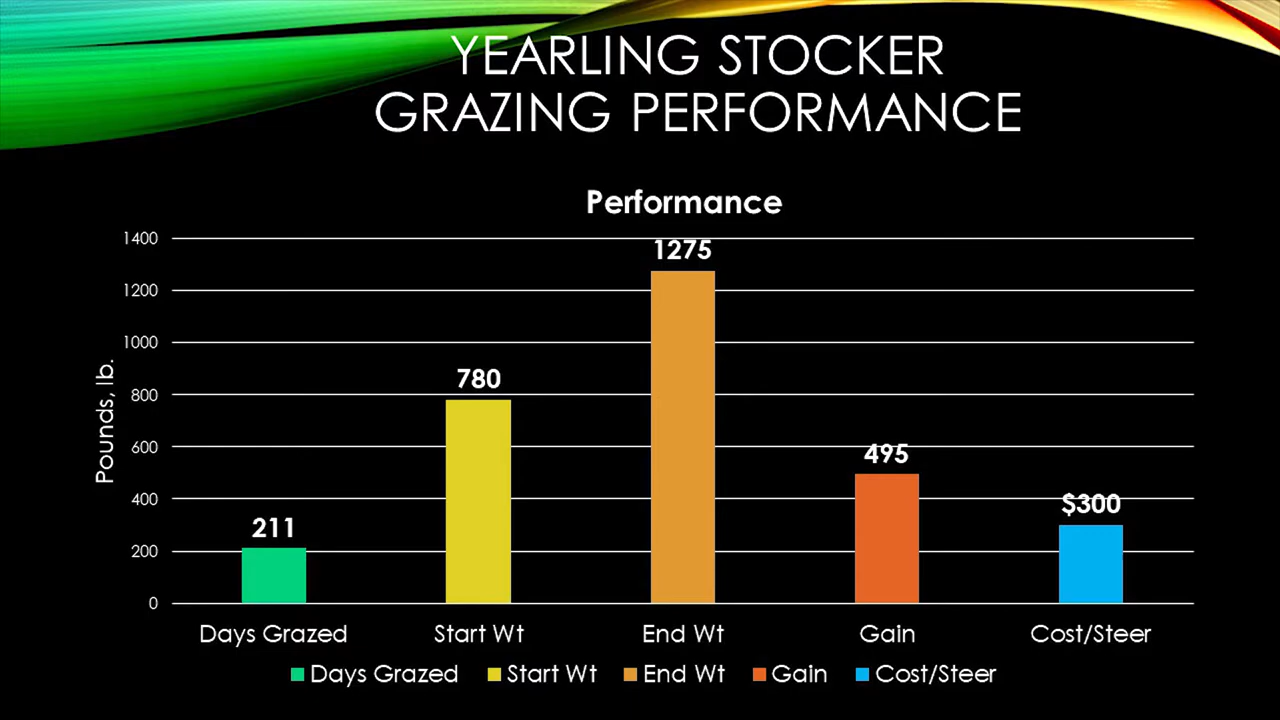 YEARLING STOCKER
GRAZING PERFORMANCE
Performance
Pounds, lb.
1400
1200
1000
800
600
400
200
0
211
780
1275
495
$300
Days Grazed
Start Wt
End Wt
Gain
Cost/Steer
Days Grazed Start Wt End Wt Gain Cost/Steer